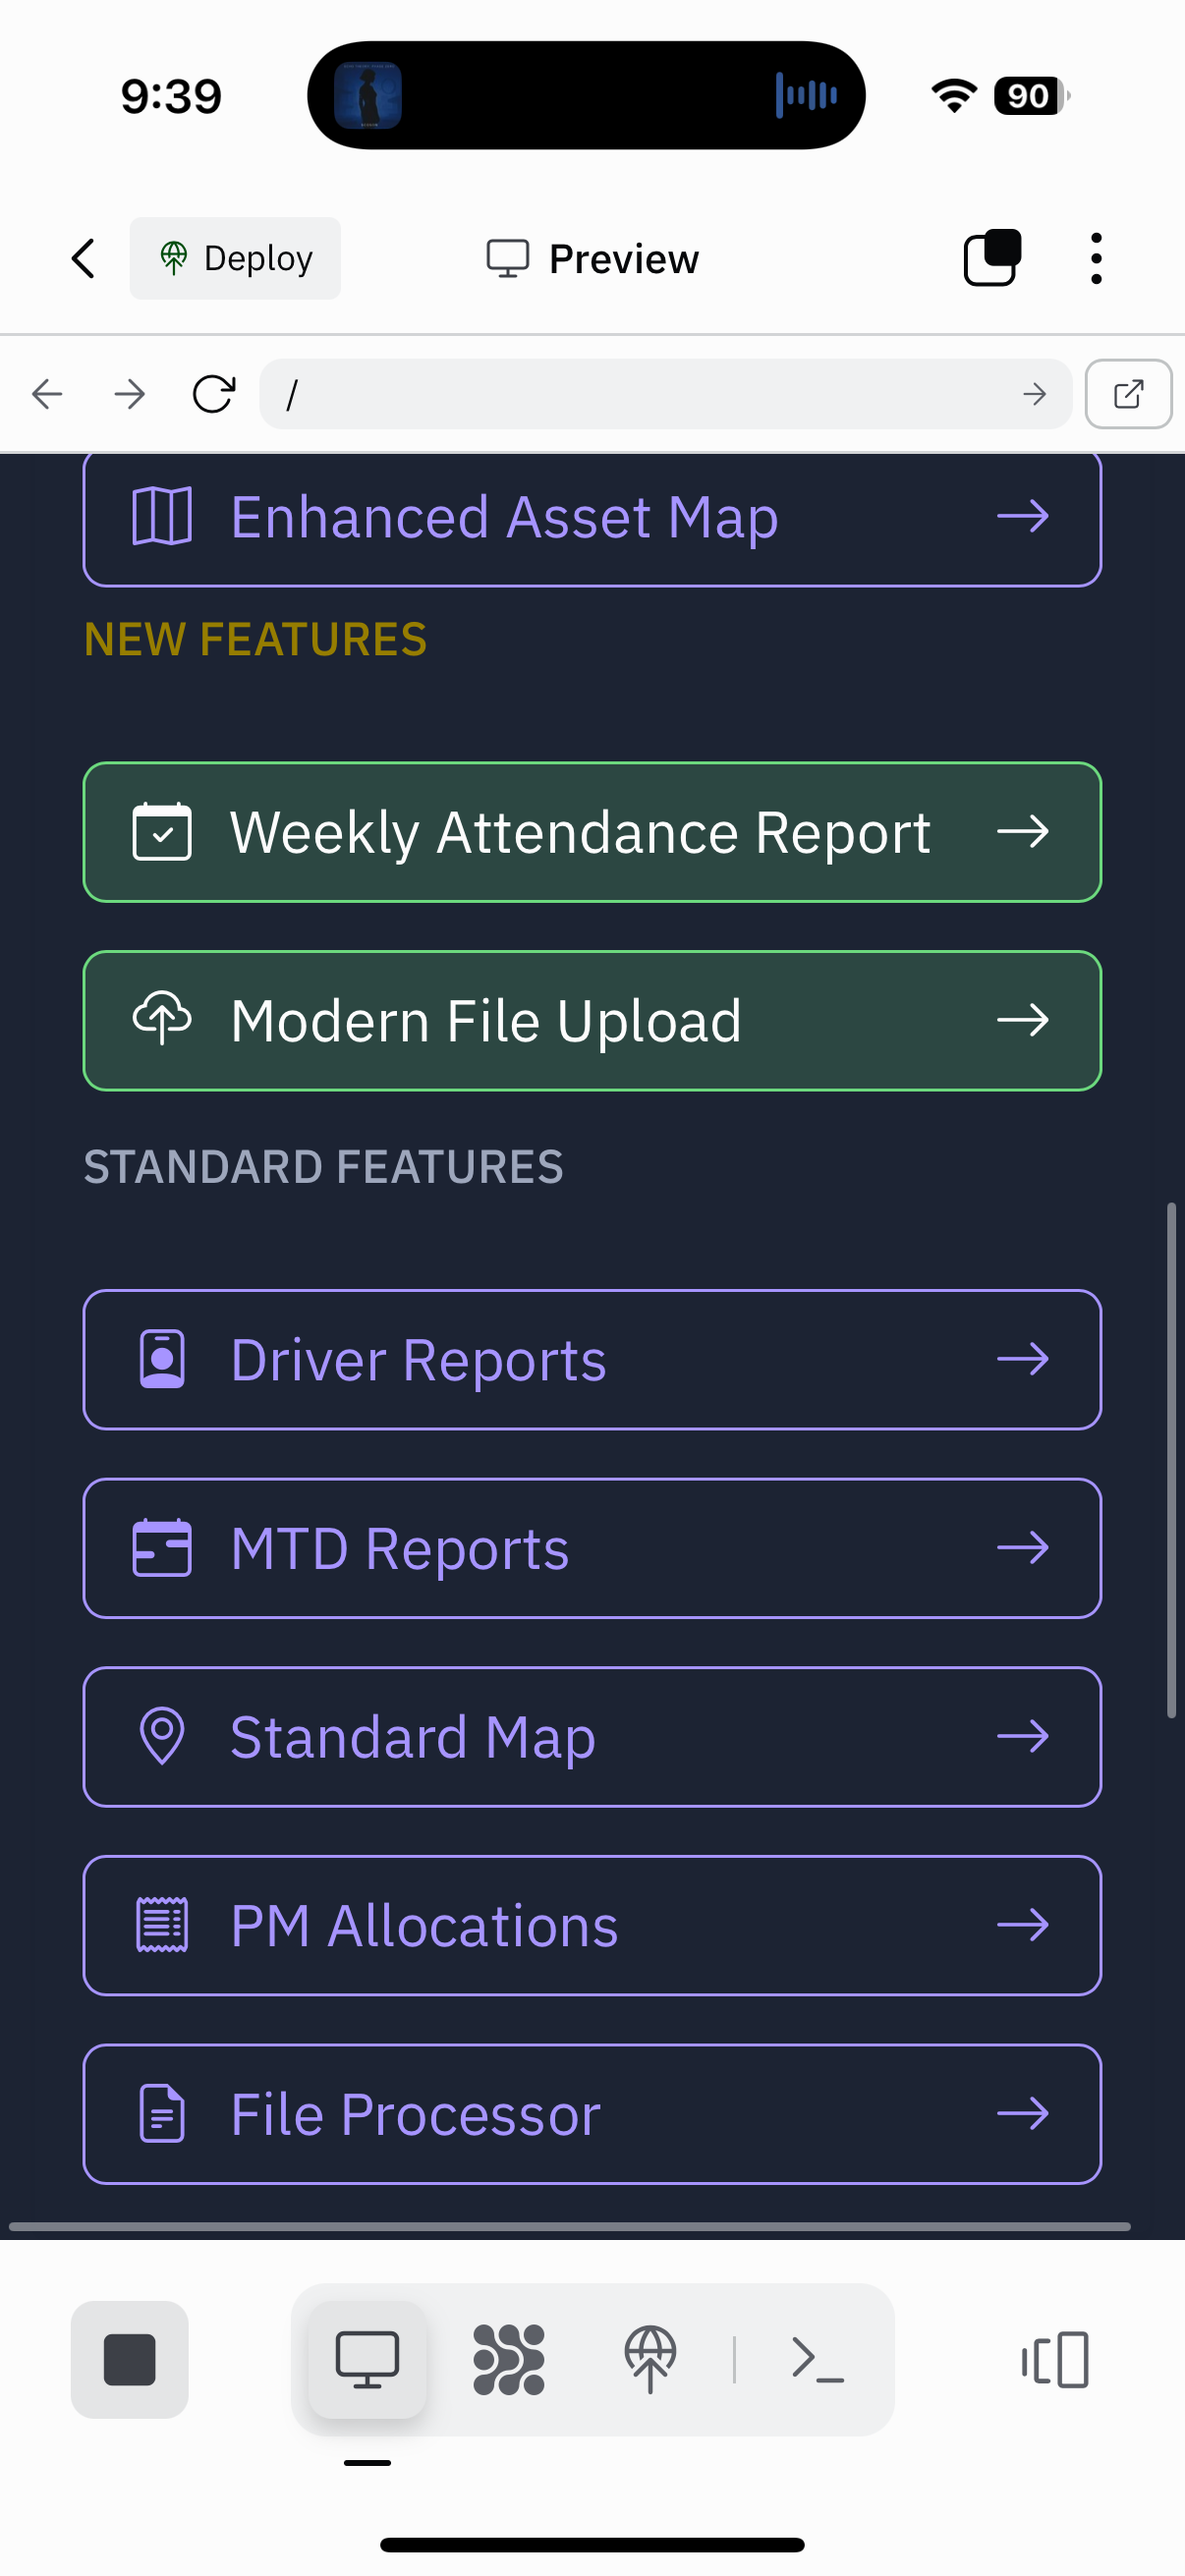 9:39
90
Deploy
Preview
/
Enhanced Asset Map
NEW FEATURES
Weekly Attendance Report
Modern File Upload
STANDARD FEATURES
Driver Reports
MTD Reports
Standard Map
PM Allocations
File Processor